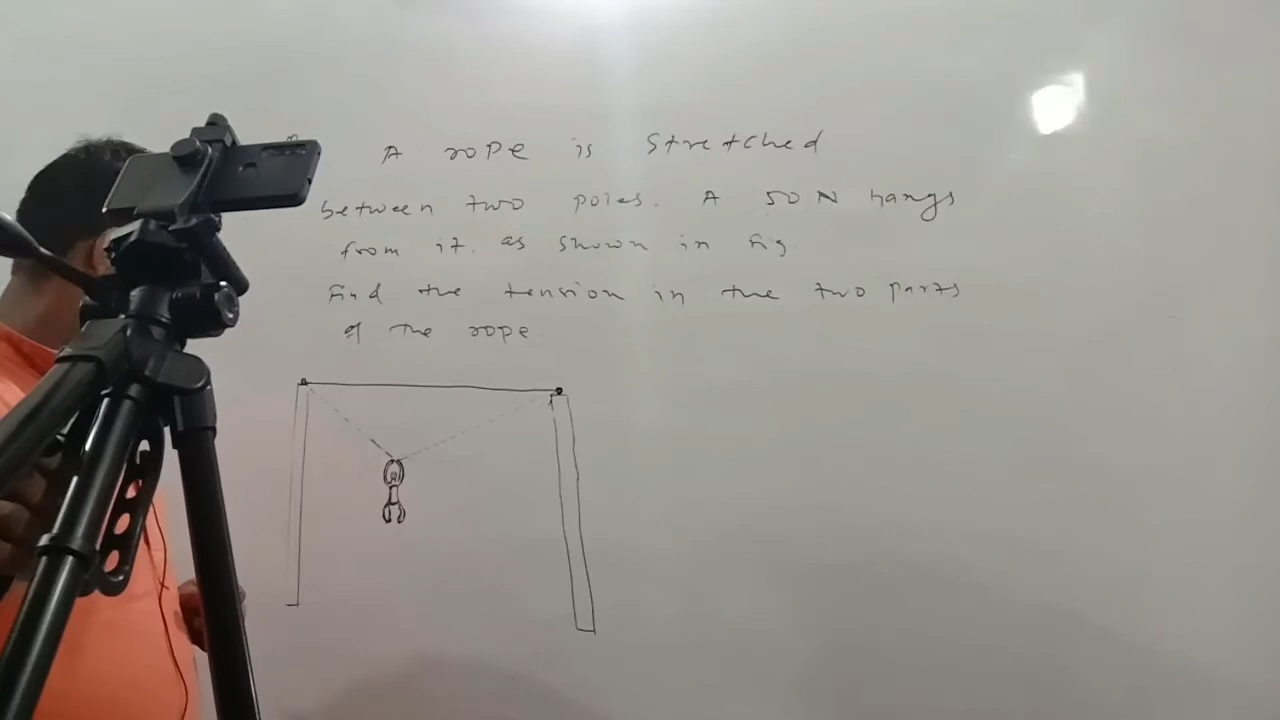 A rope is stretched
between two poles. A 50 N hangs
from it. as shown in Fig.
Find the tension in the two parts
of the rope